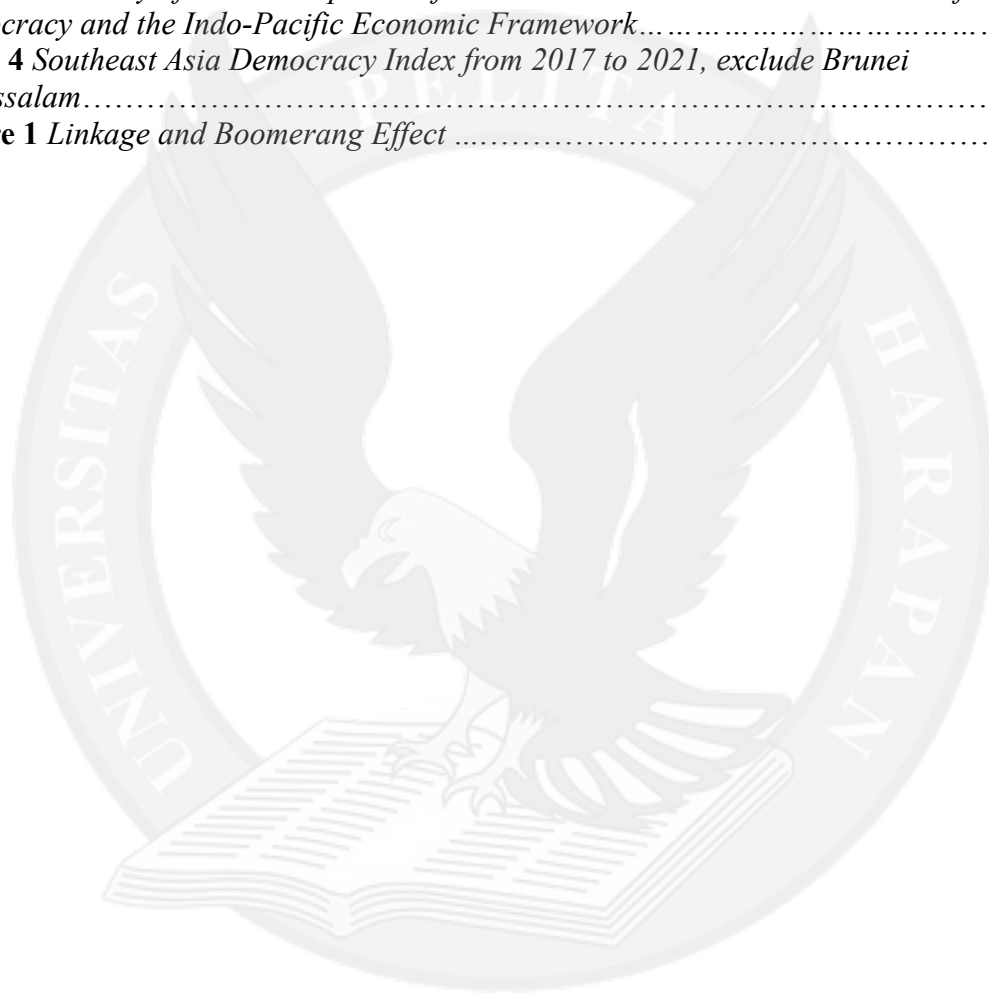 ocracy and the Indo-Pacific Economic Framework……………………………….
4 Southeast Asia Democracy Index from 2017 to 2021, exclude Brunei
ssalam……………………………………………………………………………
e 1 Linkage and Boomerang Effect ...…………………………………………
UNIVERSITAS PELITA HARAPAN